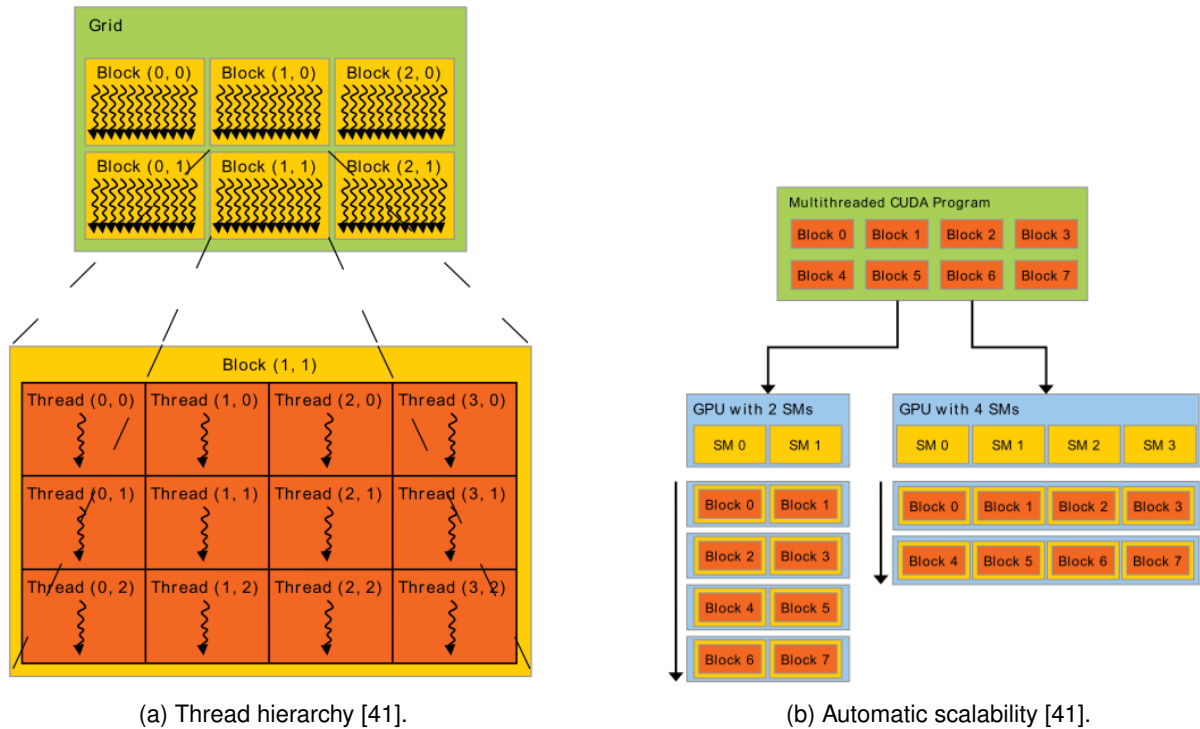 Grid
Block (0, 0) Block (1, 0) Block (2, 0)
Block (0, 1) Block (1, 1) Block (2, 1)
Block (1, 1)
Thread (0, 0) Thread (1, 0) Thread (2, 0) Thread (3, 0)
Thread (0, 1) Thread (1, 1) Thread (2, 1) Thread (3, 1)
Thread (0, 2) Thread (1, 2) Thread (2, 2) Thread (3, 2)
(a) Thread hierarchy [41].
Multithreaded CUDA Program
Block 0 Block 1 Block 2 Block 3
Block 4 Block 5 Block 6 Block 7
GPU with 2 SMs
SM 0 SM 1
Block 0 Block 1
Block 2 Block 3
Block 4 Block 5
Block 6 Block 7
GPU with 4 SMs
SM 0 SM 1 SM 2 SM 3
Block 0 Block 1 Block 2 Block 3
Block 4 Block 5 Block 6 Block 7
(b) Automatic scalability [41].